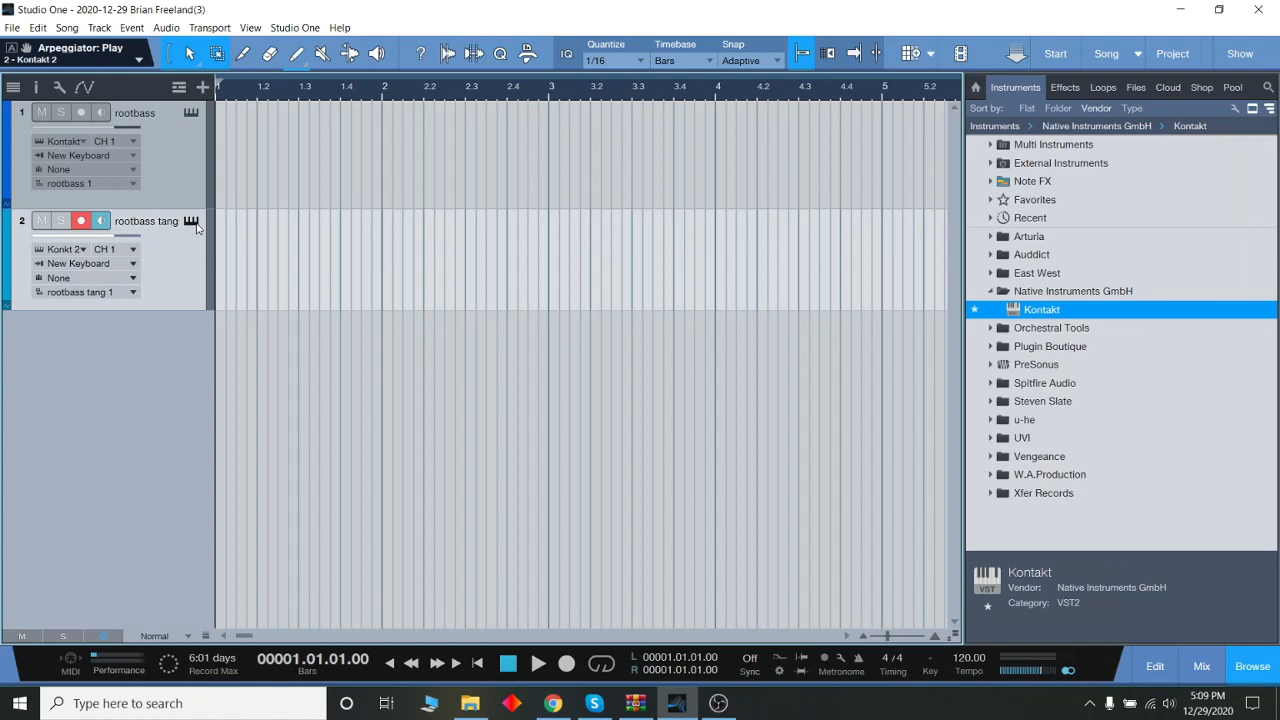 Studio One - 2020-12-29 Brian Freeland(3)
File Edit Song Track Event Audio Transport View Studio One Help
Arpeggiator: Play
2 - Kontakt 2
IQ
Quantize
1/16
Timebase
Bars
Snap
Adaptive
Start Song Project Show
1 1.2 1.3 1.4 2 2.2 2.3 2.4 3 3.2 3.3 3.4 4 4.2 4.3 4.4 5 5.2
1 M S rootbass
Kontakt CH 1
New Keyboard
None
rootbass 1
2 M S rootbass tang
Konkt 2 CH 1
New Keyboard
None
rootbass tang 1
Instruments Effects Loops Files Cloud Shop Pool
Sort by: Flat Folder Vendor Type
Instruments Native Instruments GmbH Kontakt
Multi Instruments
External Instruments
Note FX
Favorites
Recent
Arturia
Auddict
East West
Native Instruments GmbH
Kontakt
Orchestral Tools
Plugin Boutique
PreSonus
Spitfire Audio
Steven Slate
u-he
UVI
Vengeance
W.A.Production
Xfer Records
Kontakt
Vendor: Native Instruments GmbH
Category: VST2
VST
M S Normal
MIDI
Performance
6:01 days
Record Max
00001.01.01.00
Bars
L 00001.01.01.00
R 00001.01.01.00
Off
Sync
Metronome
4 / 4
Timing
-
Key
120.00
Tempo
Edit Mix Browse
Type here to search
5:09 PM
12/29/2020